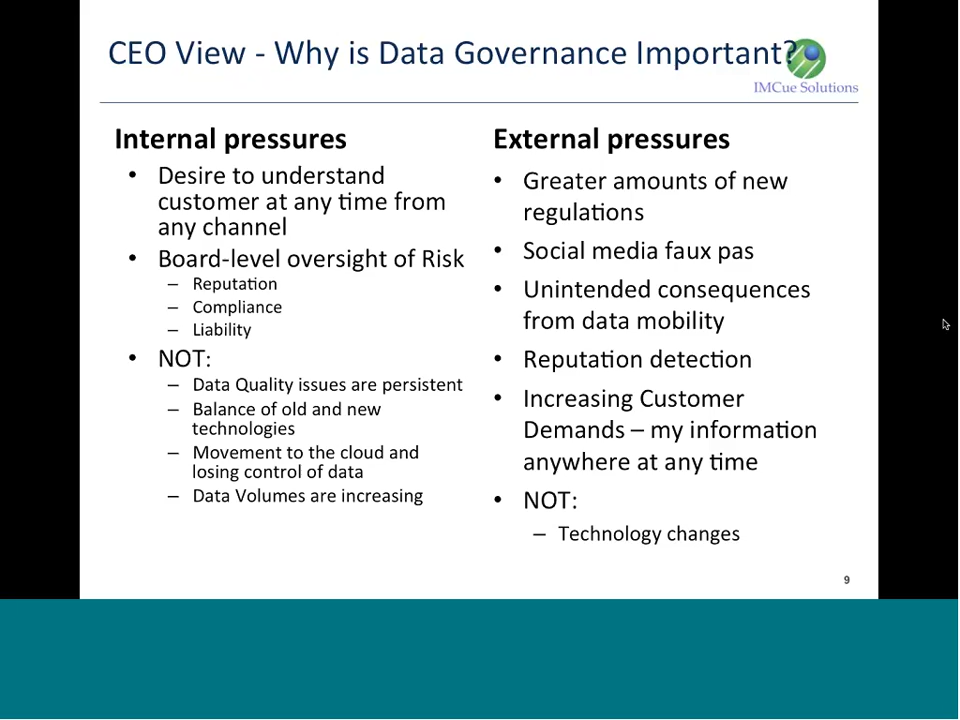 CEO View - Why is Data Governance Important?
IMCue Solutions
Internal pressures
• Desire to understand
customer at any time from
any channel
• Board-level oversight of Risk
– Reputation
– Compliance
– Liability
• NOT:
– Data Quality issues are persistent
– Balance of old and new
technologies
– Movement to the cloud and
losing control of data
– Data Volumes are increasing
External pressures
• Greater amounts of new
regulations
• Social media faux pas
• Unintended consequences
from data mobility
• Reputation detection
• Increasing Customer
Demands – my information
anywhere at any time
• NOT:
– Technology changes
9